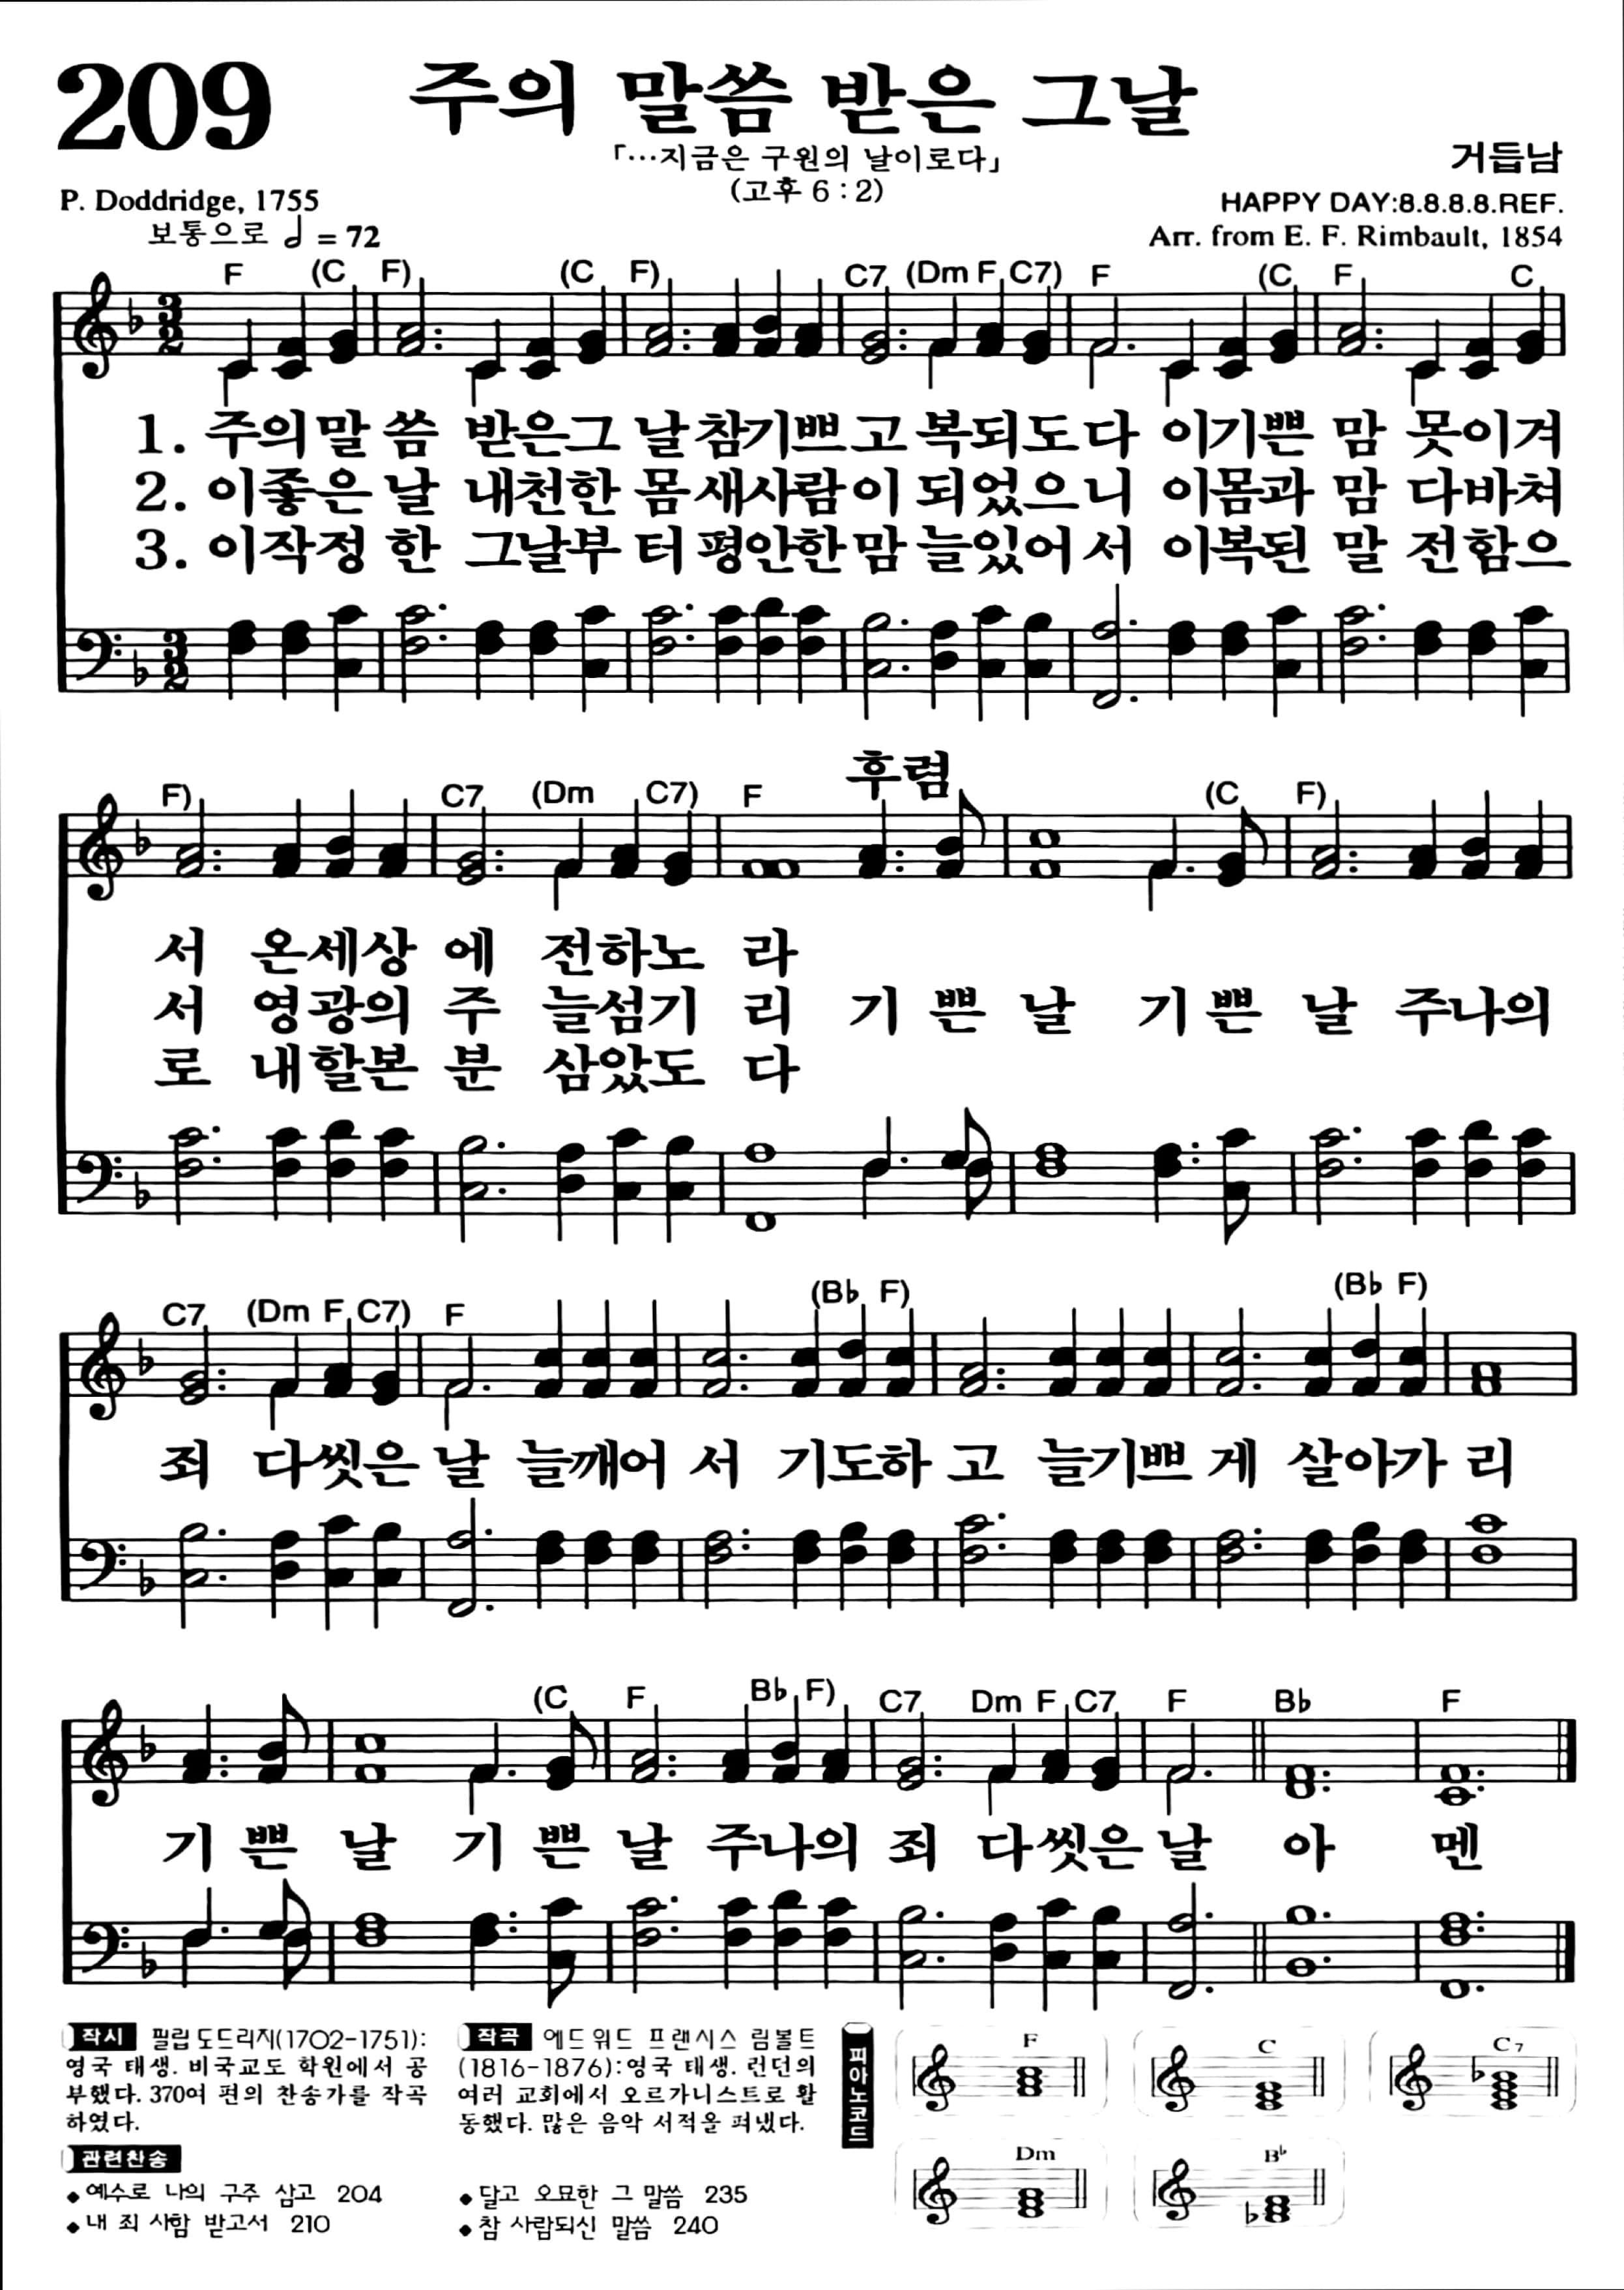 209 주의 말씀 받은 그날
「…지금은 구원의 날이로다」
(고후 6 : 2)
거듭남
P. Doddridge, 1755
보통으로 = 72
HAPPY DAY:8.8.8.8.REF.
Arr. from E. F. Rimbault, 1854
F (C F) (C F) C7 (Dm F C7) F (C F C
1. 주의말 씀 받은그 날 참기쁘고 복되도다 이기쁜 맘 못이겨
2. 이좋은 날 내천한 몸 새사람이 되었으니 이몸과 맘 다바쳐
3. 이작정 한 그날부 터 평안한맘 늘있어서 이복된 말 전함으
후렴
F) C7 (Dm C7) F (C F)
서 온세상 에 전하노 라
서 영광의 주 늘섬기 리 기 쁜 날 기 쁜 날 주나의
로 내할본 분 삼았도 다
C7 (Dm F C7) F (B♭ F) (B♭ F)
죄 다씻은 날 늘깨어 서 기도하 고 늘기쁘 게 살아가 리
(C F B♭ F) C7 Dm F C7 F B♭ F
기 쁜 날 기 쁜 날 주나의 죄 다씻은 날 아 멘
작시 필립 도드리지(1702-1751):
영국 태생. 비국교도 학원에서 공
부했다. 370여 편의 찬송가를 작곡
하였다.
작곡 에드워드 프랜시스 림볼트
(1816-1876):영국 태생. 런던의
여러 교회에서 오르가니스트로 활
동했다. 많은 음악 서적을 펴냈다.
관련찬송
◆ 예수로 나의 구주 삼고 204
◆ 내 죄 사함 받고서 210
◆ 달고 오묘한 그 말씀 235
◆ 참 사람되신 말씀 240
피아노코드
F C C7
Dm B♭